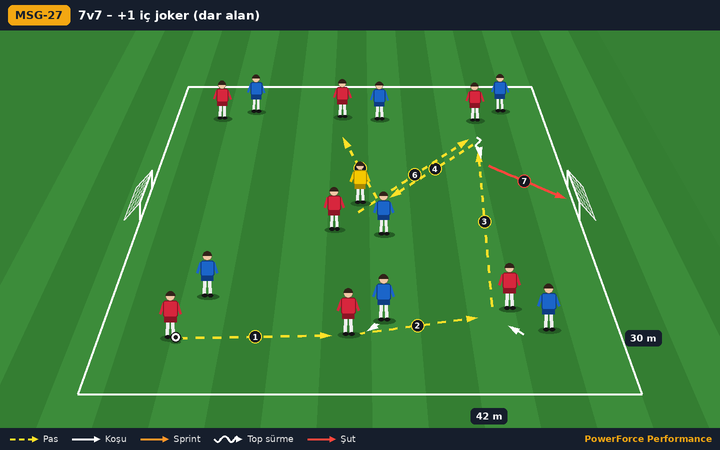 MSG-27 7v7 – +1 iç joker (dar alan)
6
4
7
3
1
2
30 m
42 m
Pas Koşu Sprint Top sürme Şut PowerForce Performance